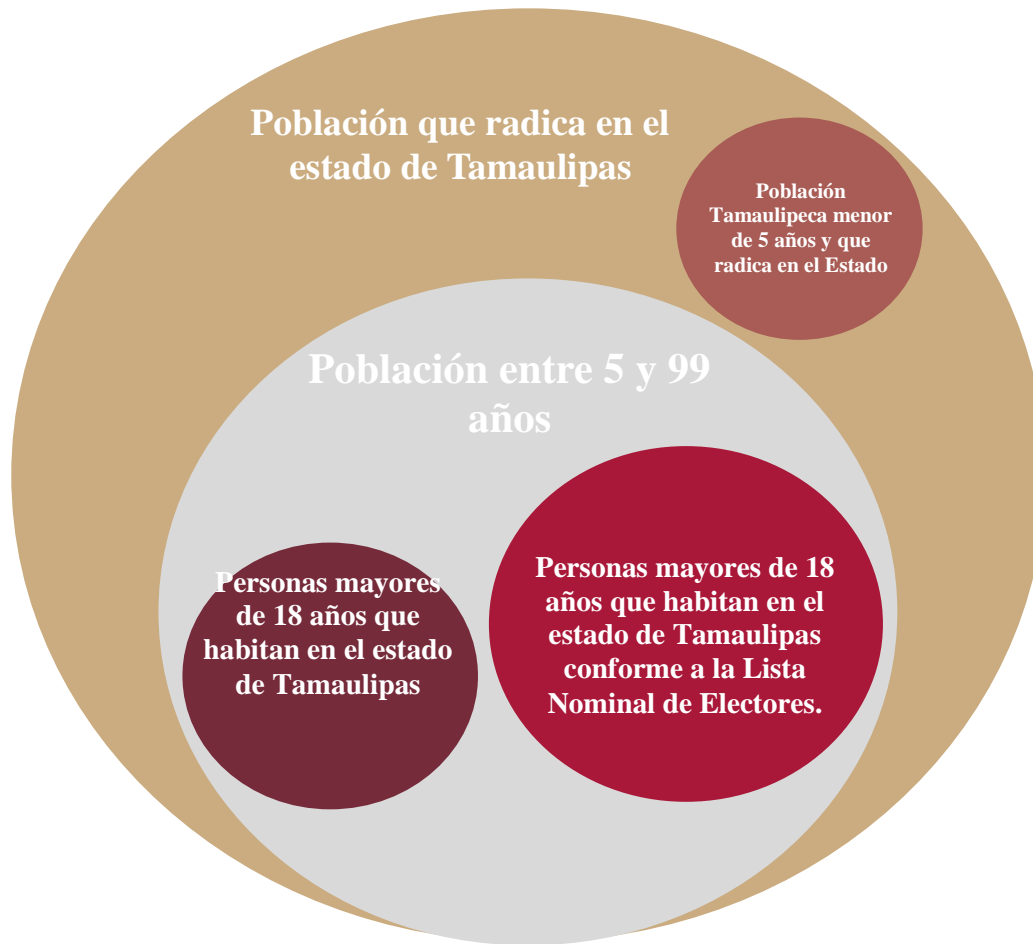 Población que radica en el
estado de Tamaulipas
Población
Tamaulipeca menor
de 5 años y que
radica en el Estado
Población entre 5 y 99
años
Personas mayores
de 18 años que
habitan en el estado
de Tamaulipas
Personas mayores de 18
años que habitan en el
estado de Tamaulipas
conforme a la Lista
Nominal de Electores.